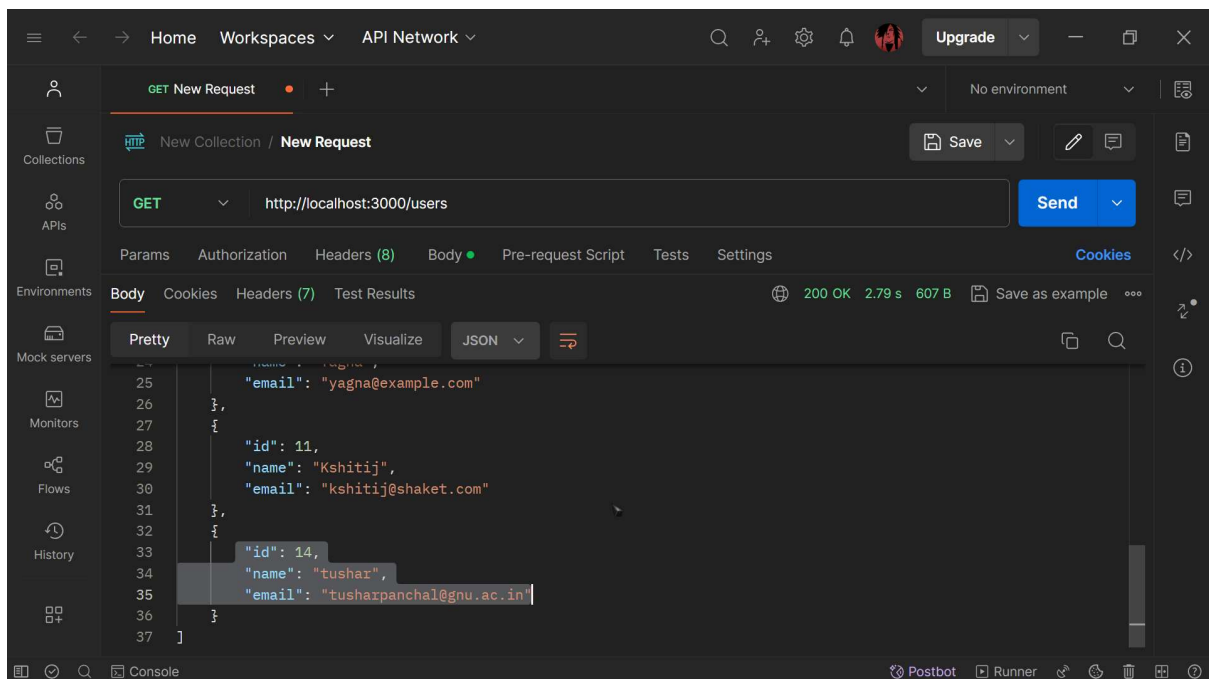 Home Workspaces API Network Upgrade
GET New Request No environment
HTTP New Collection / New Request Save
Collections
GET http://localhost:3000/users Send
APIs
Params Authorization Headers (8) Body Pre-request Script Tests Settings Cookies
Environments
Body Cookies Headers (7) Test Results 200 OK 2.79 s 607 B Save as example
Pretty Raw Preview Visualize JSON
Mock servers
25 "email": "yagna@example.com"
26 },
Monitors
27 {
28 "id": 11,
29 "name": "Kshitij",
Flows
30 "email": "kshitij@shaket.com"
31 },
32 {
History
33 "id": 14,
34 "name": "tushar",
35 "email": "tusharpanchal@gnu.ac.in"
36 }
37 ]
Console Postbot Runner